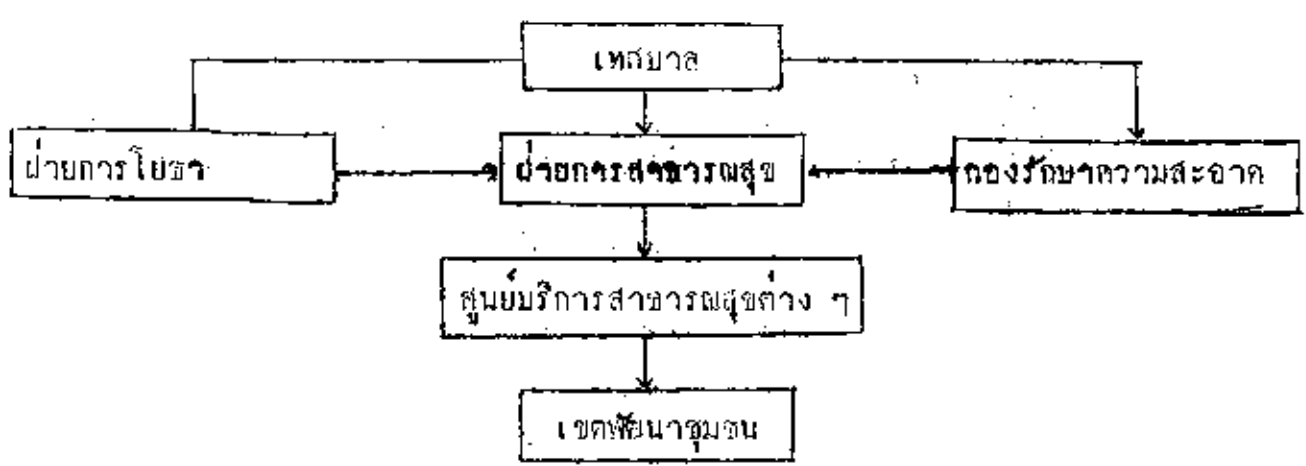 เทศบาล
ฝ่ายการโยธา
ฝ่ายการสาธารณสุข
กองรักษาความสะอาด
ศูนย์บริการสาธารณสุขต่าง ๆ
เขตพัฒนาชุมชน